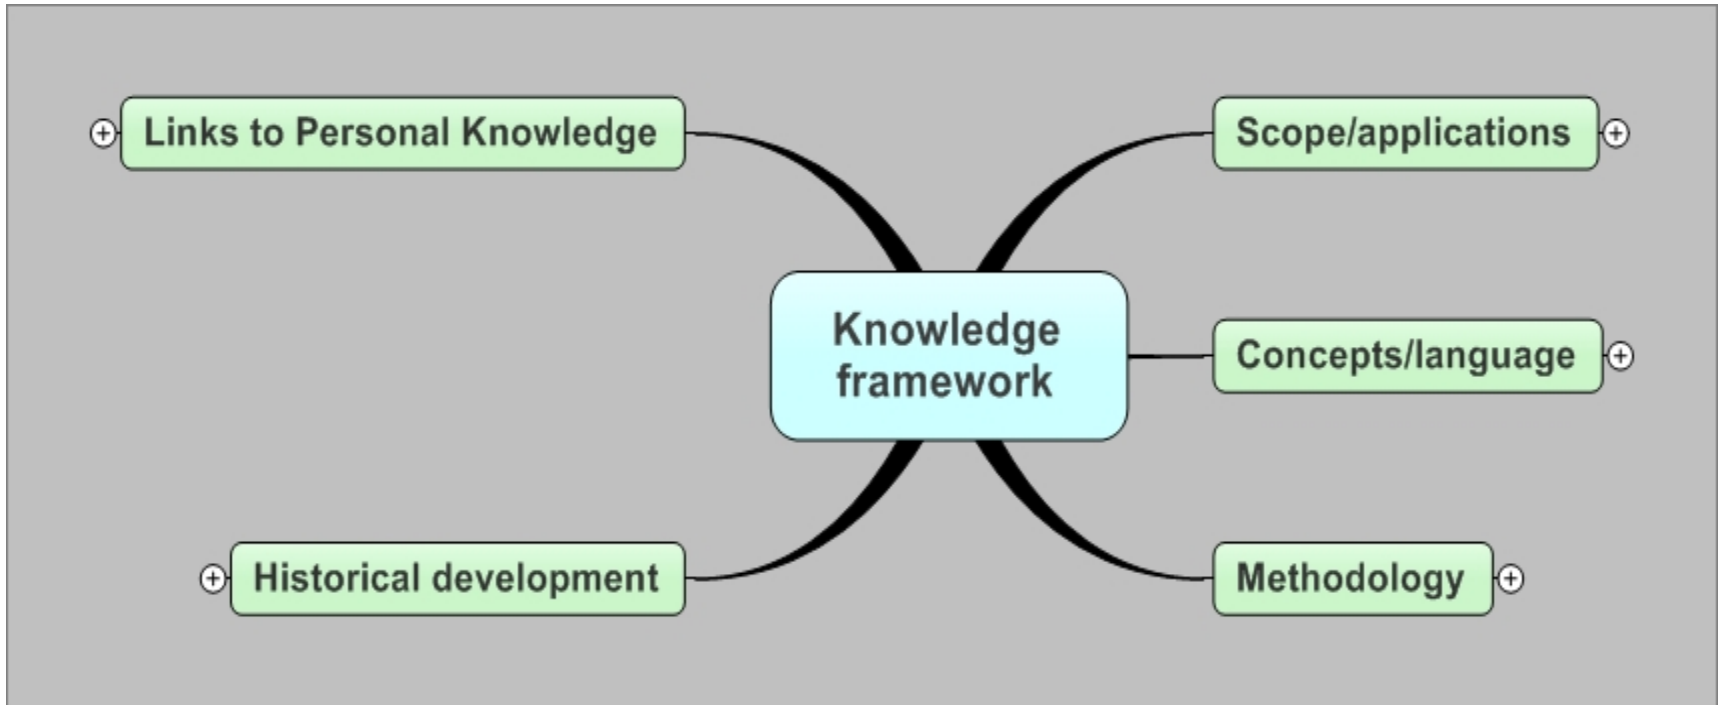 Links to Personal Knowledge
Scope/applications
Knowledge
framework
Concepts/language
Historical development
Methodology